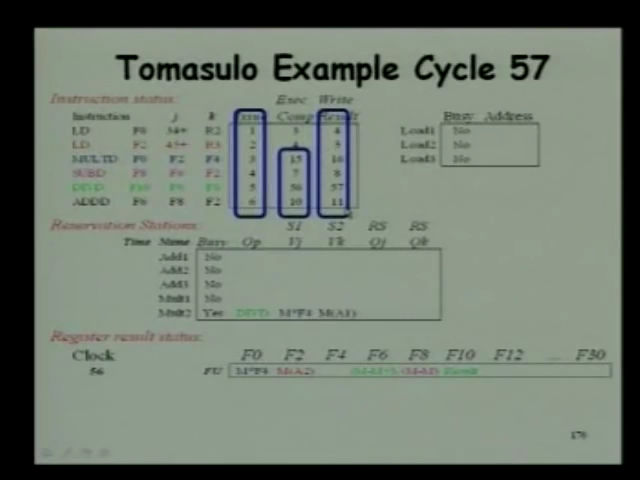 Tomasulo Example Cycle 57
Instruction status: Exec Write
Instruction j k Issue Comp Result Busy Address
LD F6 34+ R2 1 3 4 Load1 No
LD F2 45+ R3 2 4 5 Load2 No
MULTD F0 F2 F4 3 15 16 Load3 No
SUBD F8 F6 F2 4 7 8
DIVD F10 F0 F6 5 56 57
ADDD F6 F8 F2 6 10 11
Reservation Stations: S1 S2 RS RS
Time Name Busy Op Vj Vk Qj Qk
Add1 No
Add2 No
Add3 No
Mult1 No
Mult2 Yes DIVD M*F4 M(A1)
Register result status:
Clock F0 F2 F4 F6 F8 F10 F12 ... F30
56 FU M*F4 M(A2) (M-M) Result